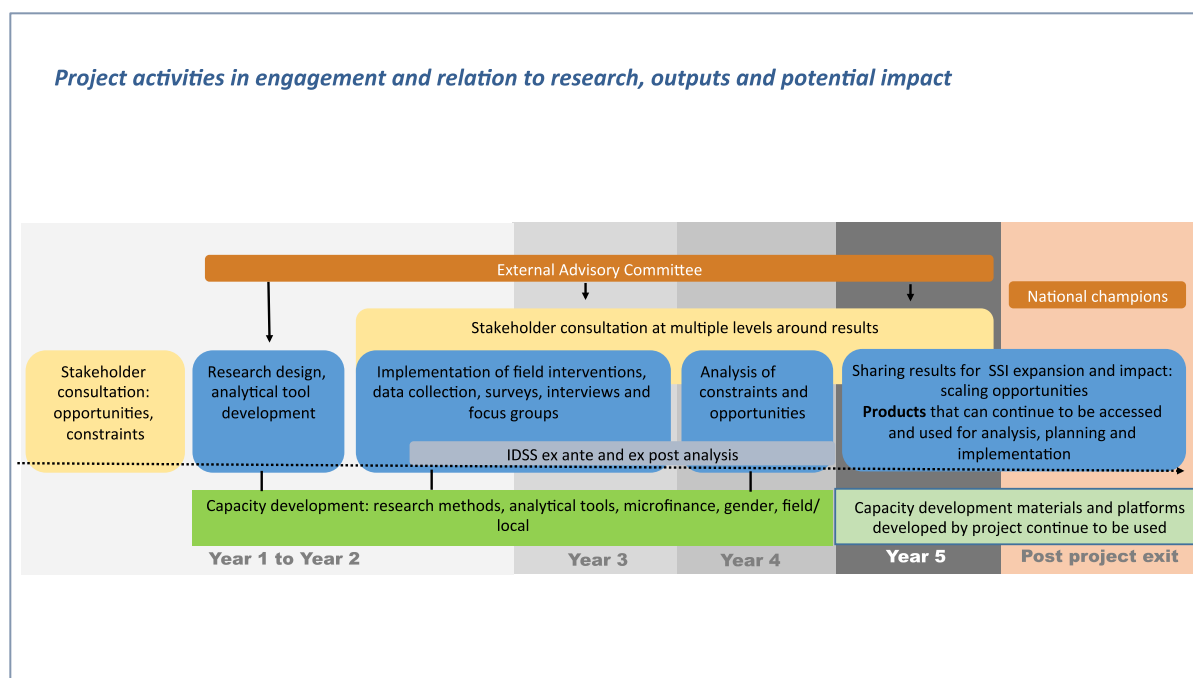 Project activities in engagement and relation to research, outputs and potential impact
External Advisory Committee
National champions
Stakeholder consultation at multiple levels around results
Stakeholder
consultation:
opportunities,
constraints
Research design,
analytical tool
development
Implementation of field interventions,
data collection, surveys, interviews and
focus groups
Analysis of
constraints and
opportunities
Sharing results for SSI expansion and impact:
scaling opportunities
Products that can continue to be accessed
and used for analysis, planning and
implementation
IDSS ex ante and ex post analysis
Capacity development: research methods, analytical tools, microfinance, gender, field/
local
Capacity development materials and platforms
developed by project continue to be used
Year 1 to Year 2
Year 3
Year 4
Year 5
Post project exit